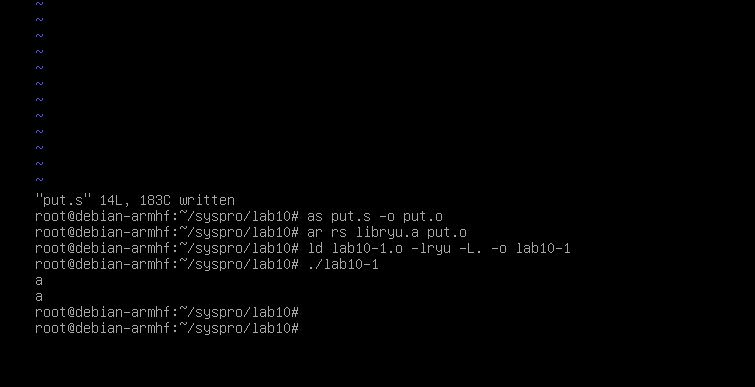 ~
~
~
~
~
~
~
~
~
~
~
~
"put.s" 14L, 183C written
root@debian-armhf:~/syspro/lab10# as put.s -o put.o
root@debian-armhf:~/syspro/lab10# ar rs libryu.a put.o
root@debian-armhf:~/syspro/lab10# ld lab10-1.o -lryu -L. -o lab10-1
root@debian-armhf:~/syspro/lab10# ./lab10-1
a
a
root@debian-armhf:~/syspro/lab10#
root@debian-armhf:~/syspro/lab10#